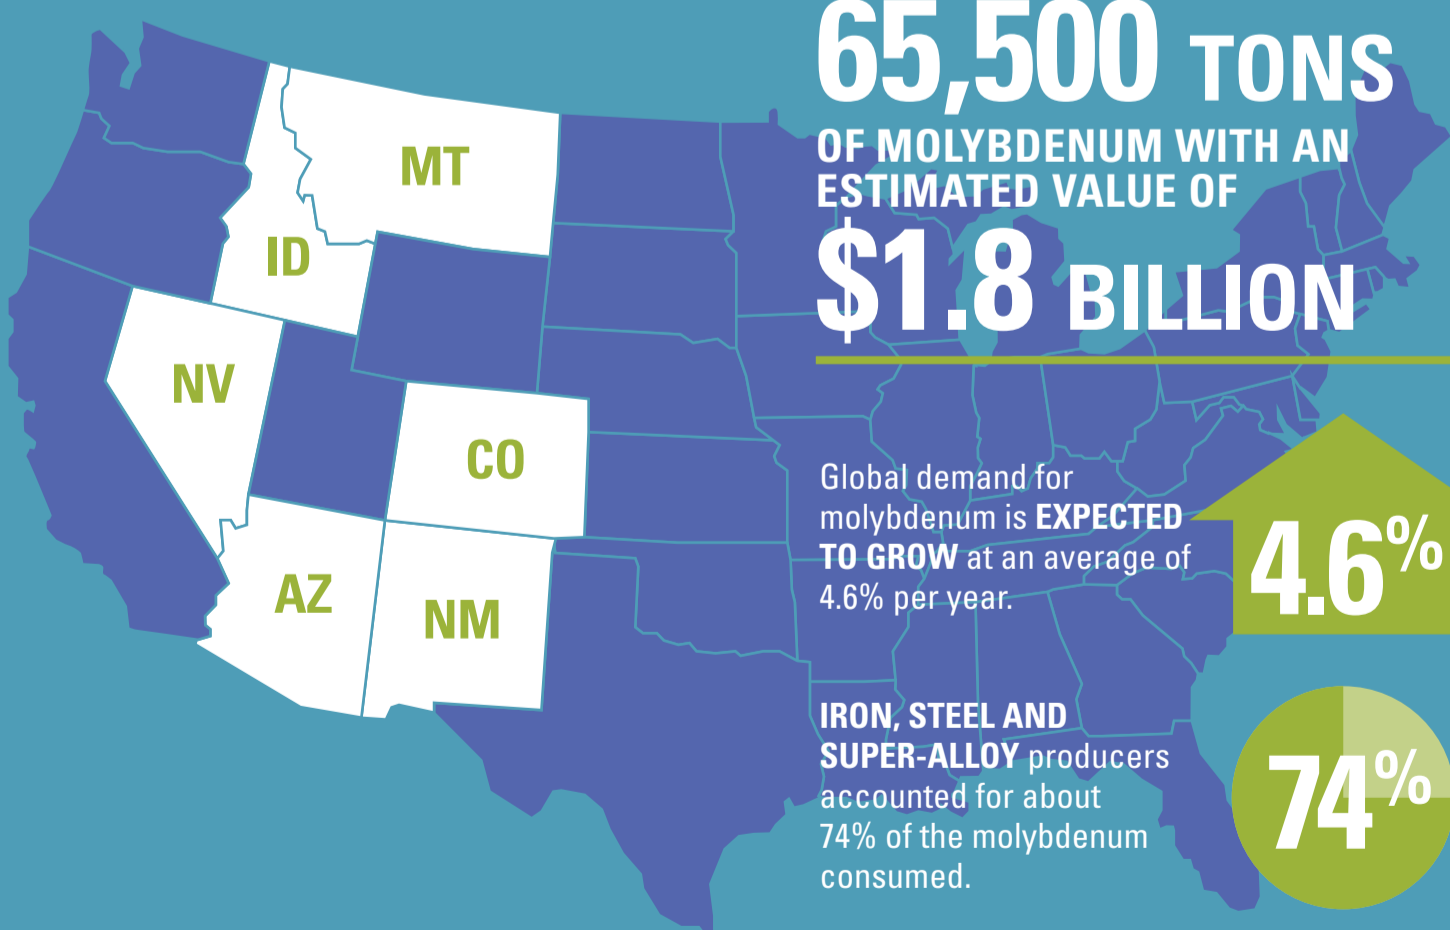 65,500 TONS
OF MOLYBDENUM WITH AN
ESTIMATED VALUE OF
$1.8 BILLION
MT
ID
NV
CO
AZ
NM
Global demand for
molybdenum is EXPECTED
TO GROW at an average of
4.6% per year.
4.6%
IRON, STEEL AND
SUPER-ALLOY producers
accounted for about
74% of the molybdenum
consumed.
74%